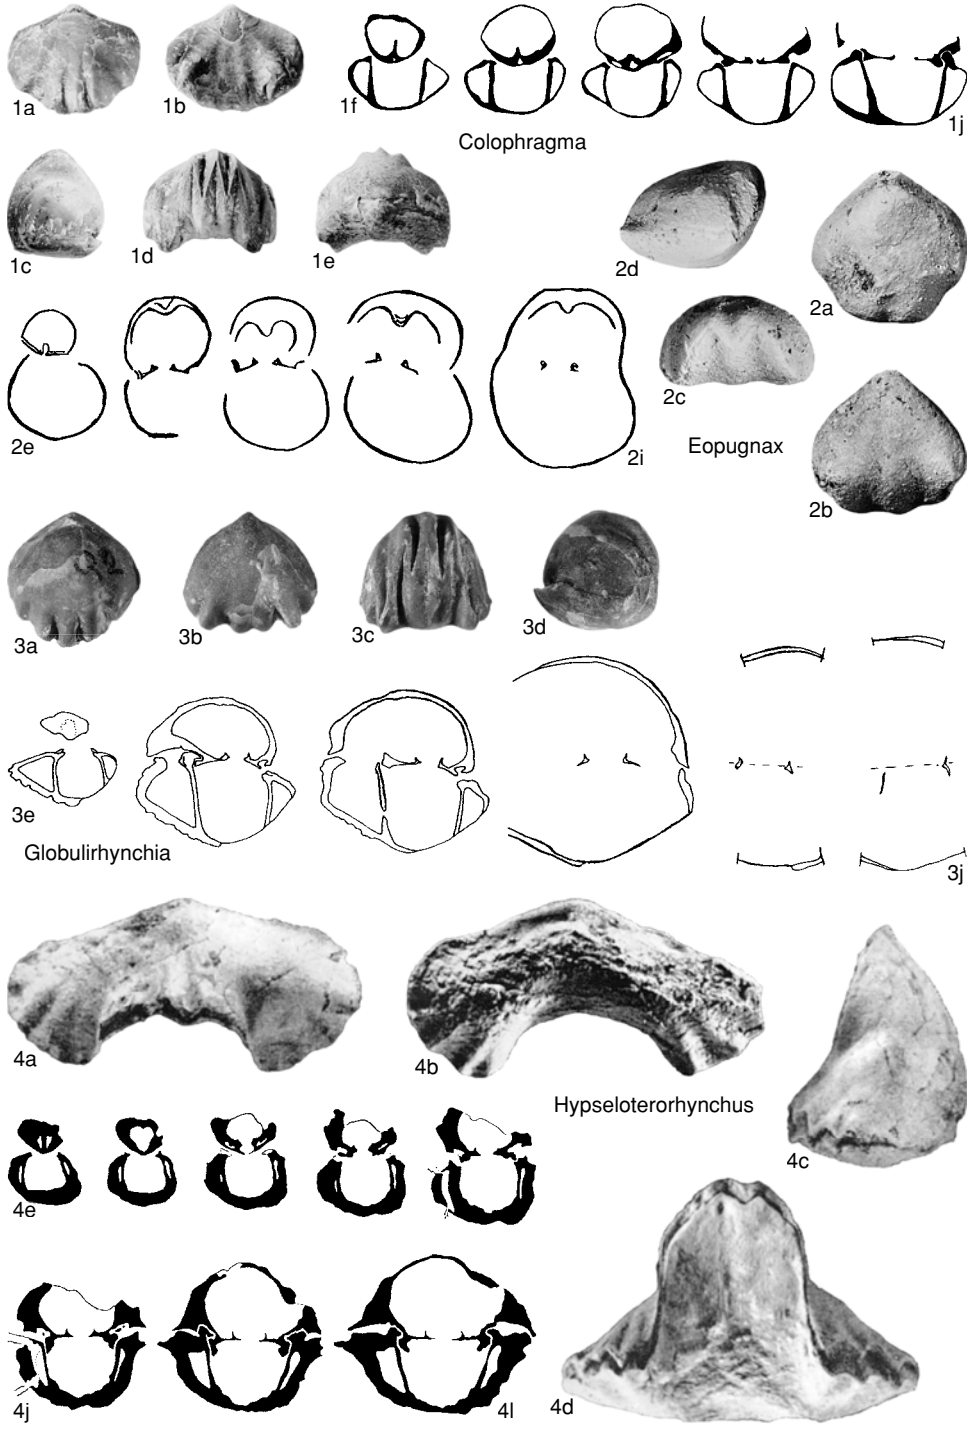 1a
1b
1f
1j
Colophragma
1c
1d
1e
2d
2a
2c
2e
2i
Eopugnax
2b
3a
3b
3c
3d
3e
3j
Globulirhynchia
4a
4b
Hypseloterorhynchus
4c
4e
4j
4l
4d